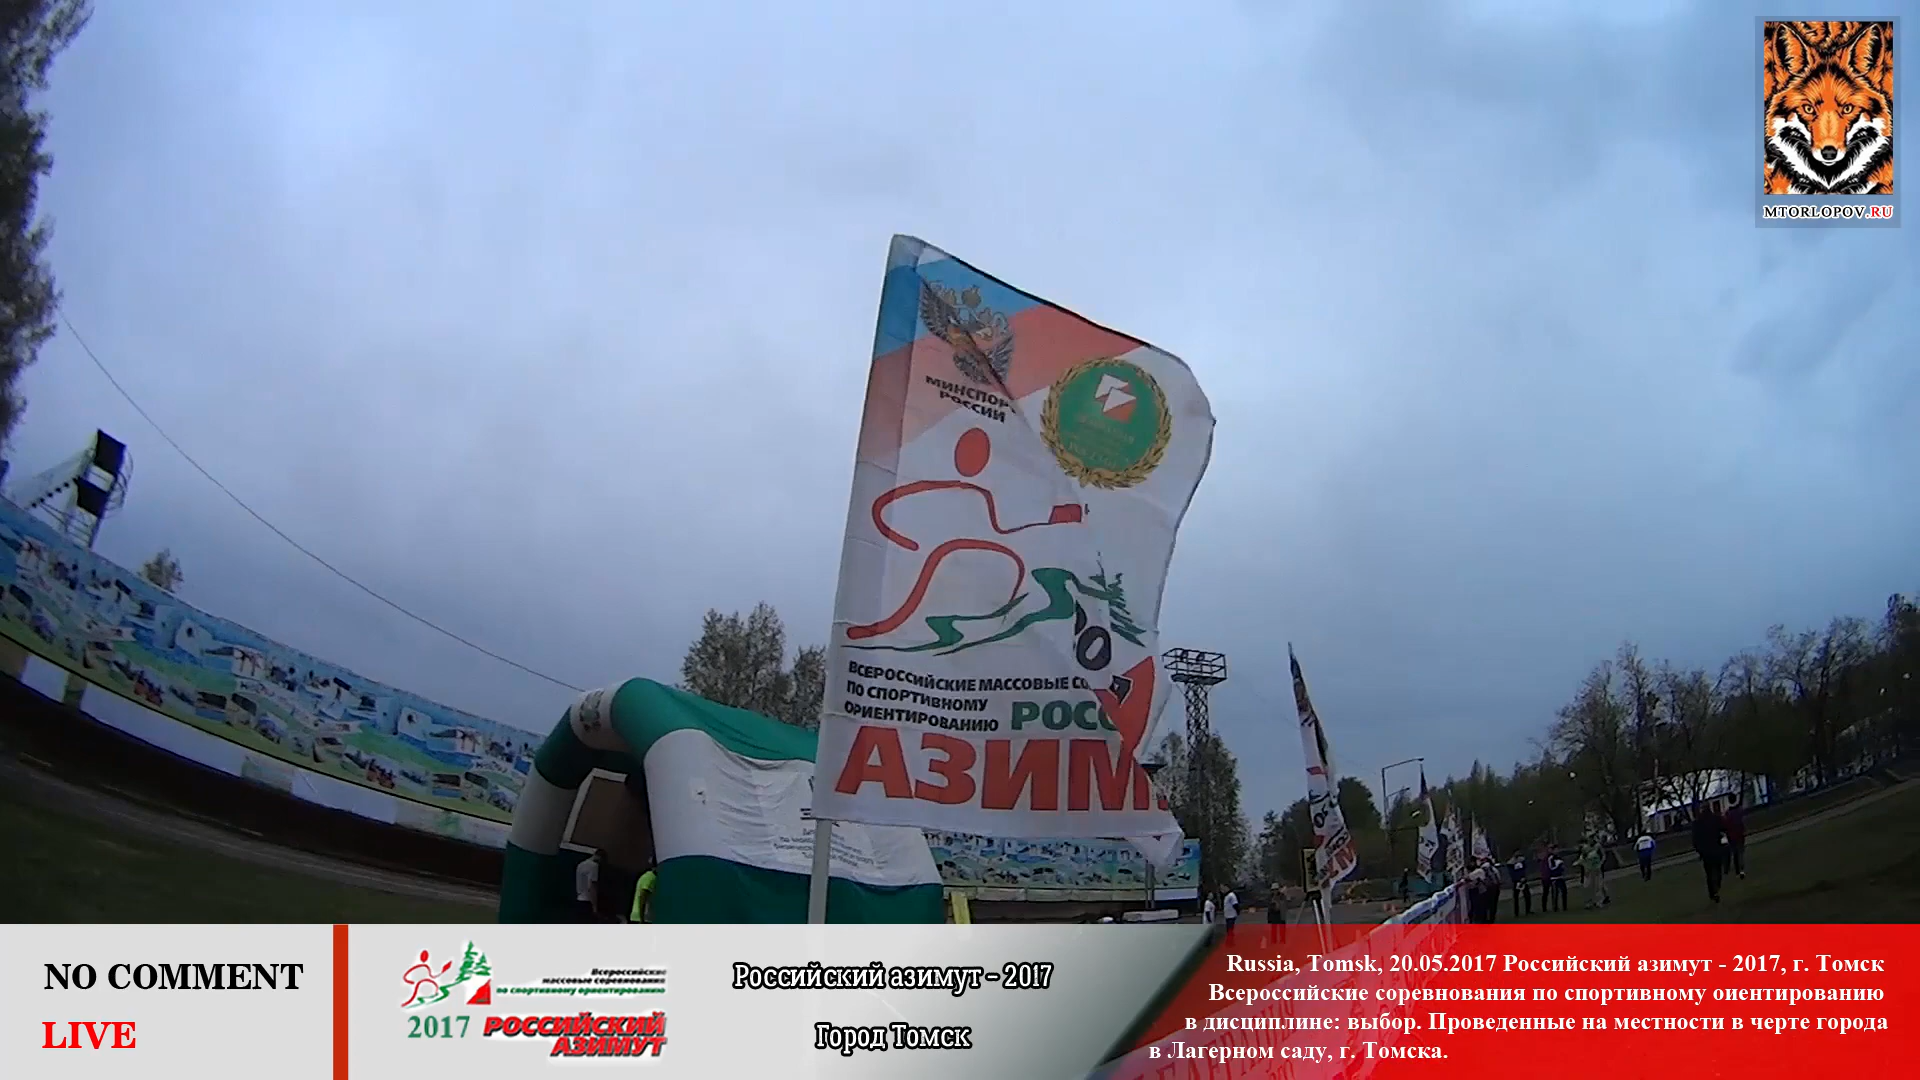 MTORLOPOV.RU
МИНСПОР
РОССИИ
ВСЕРОССИЙСКИЕ МАССОВЫЕ СО
ПО СПОРТИВНОМУ
ОРИЕНТИРОВАНИЮ РОСС
АЗИМ
NO COMMENT
LIVE
Всероссийские
массовые соревнования
по спортивному ориентированию
2017 РОССИЙСКИЙ
АЗИМУТ
Российский азимут - 2017
Город Томск
Russia, Tomsk, 20.05.2017 Российский азимут - 2017, г. Томск
Всероссийские соревнования по спортивному оиентированию
в дисциплине: выбор. Проведенные на местности в черте города
в Лагерном саду, г. Томска.